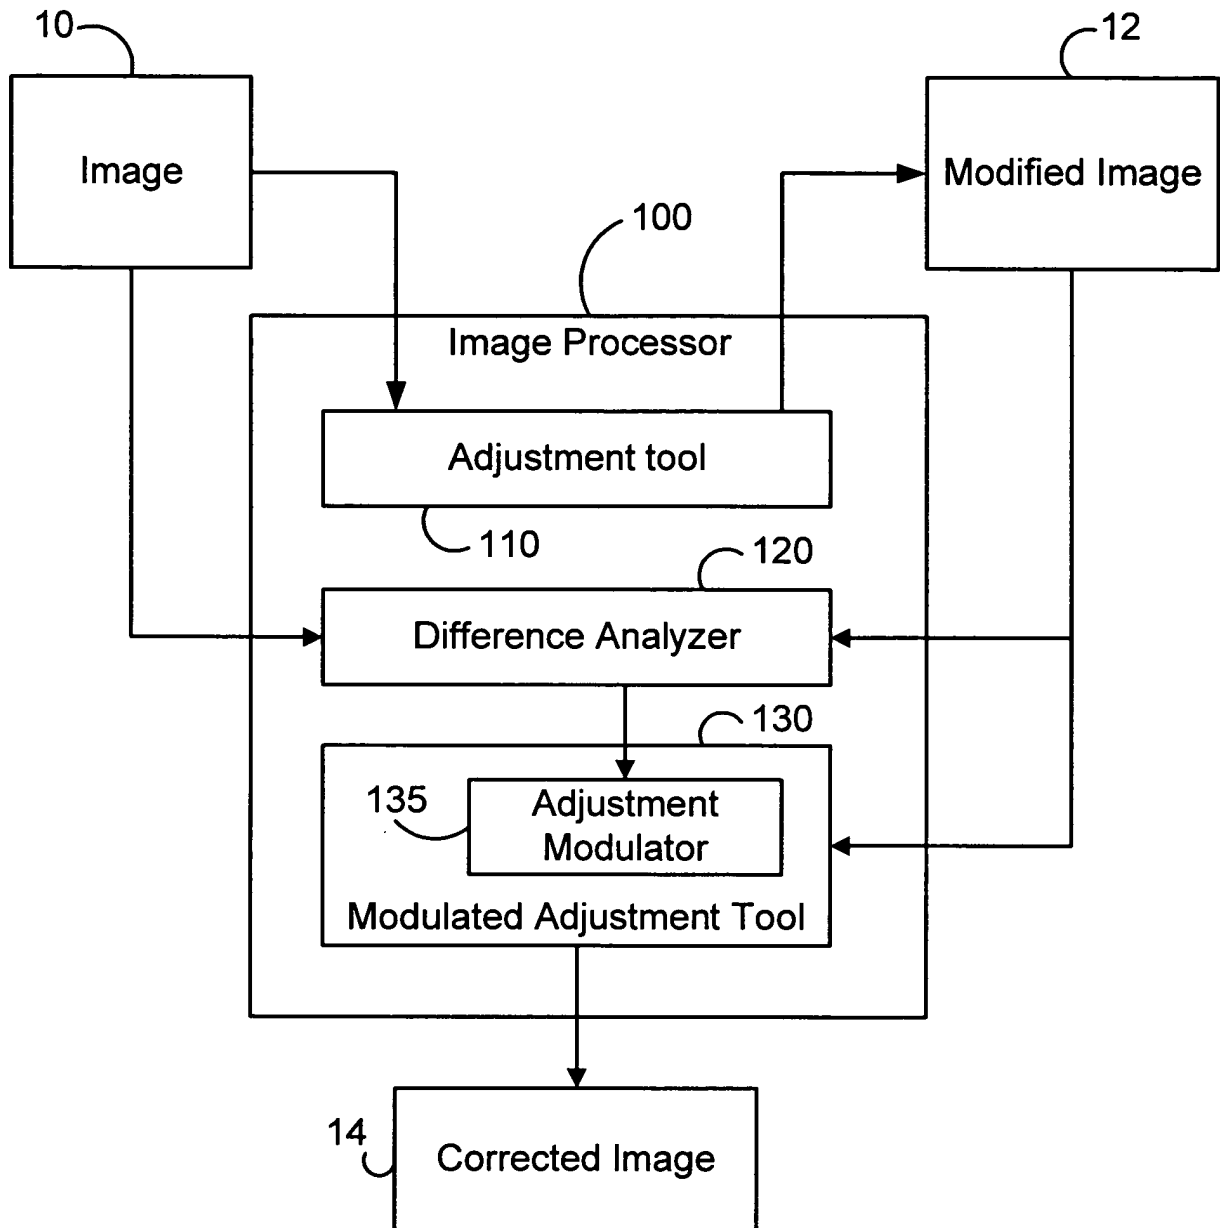 10
12
Image
Modified Image
100
Image Processor
Adjustment tool
110
120
Difference Analyzer
130
135
Adjustment
Modulator
Modulated Adjustment Tool
14
Corrected Image